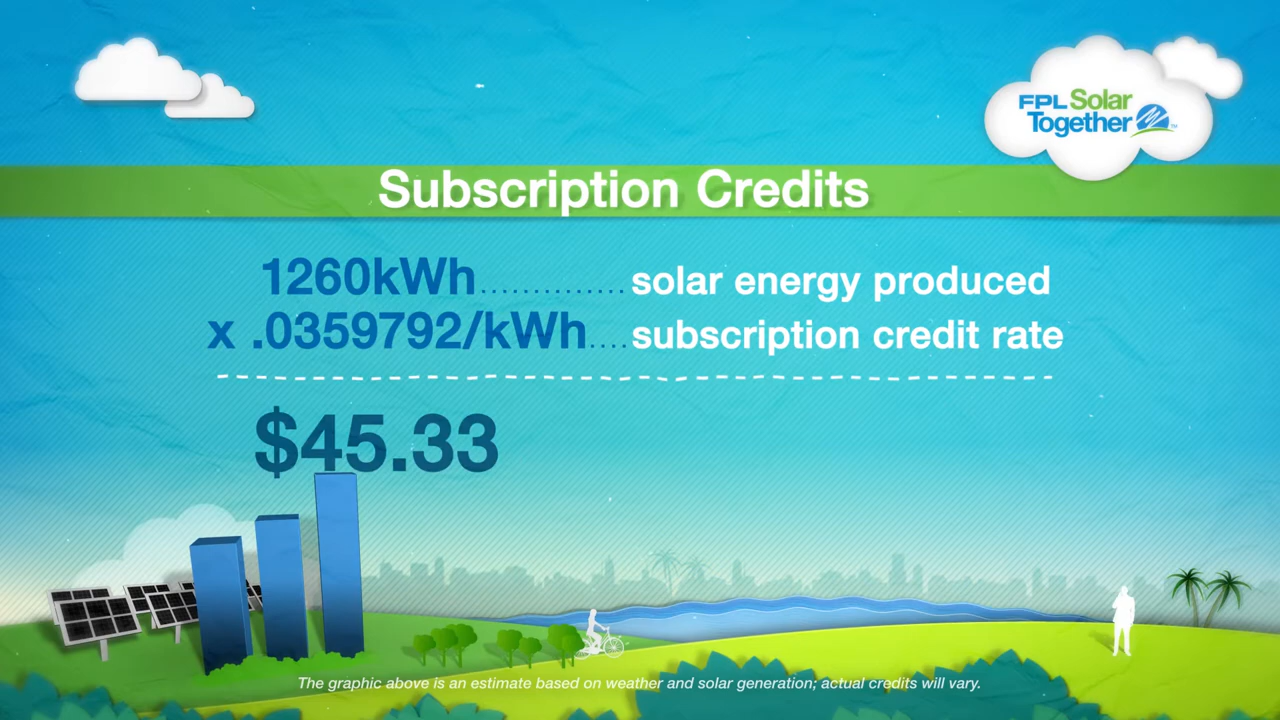 FPL Solar
Together TM
Subscription Credits
1260kWh..............solar energy produced
x .0359792/kWh....subscription credit rate
$45.33
The graphic above is an estimate based on weather and solar generation; actual credits will vary.